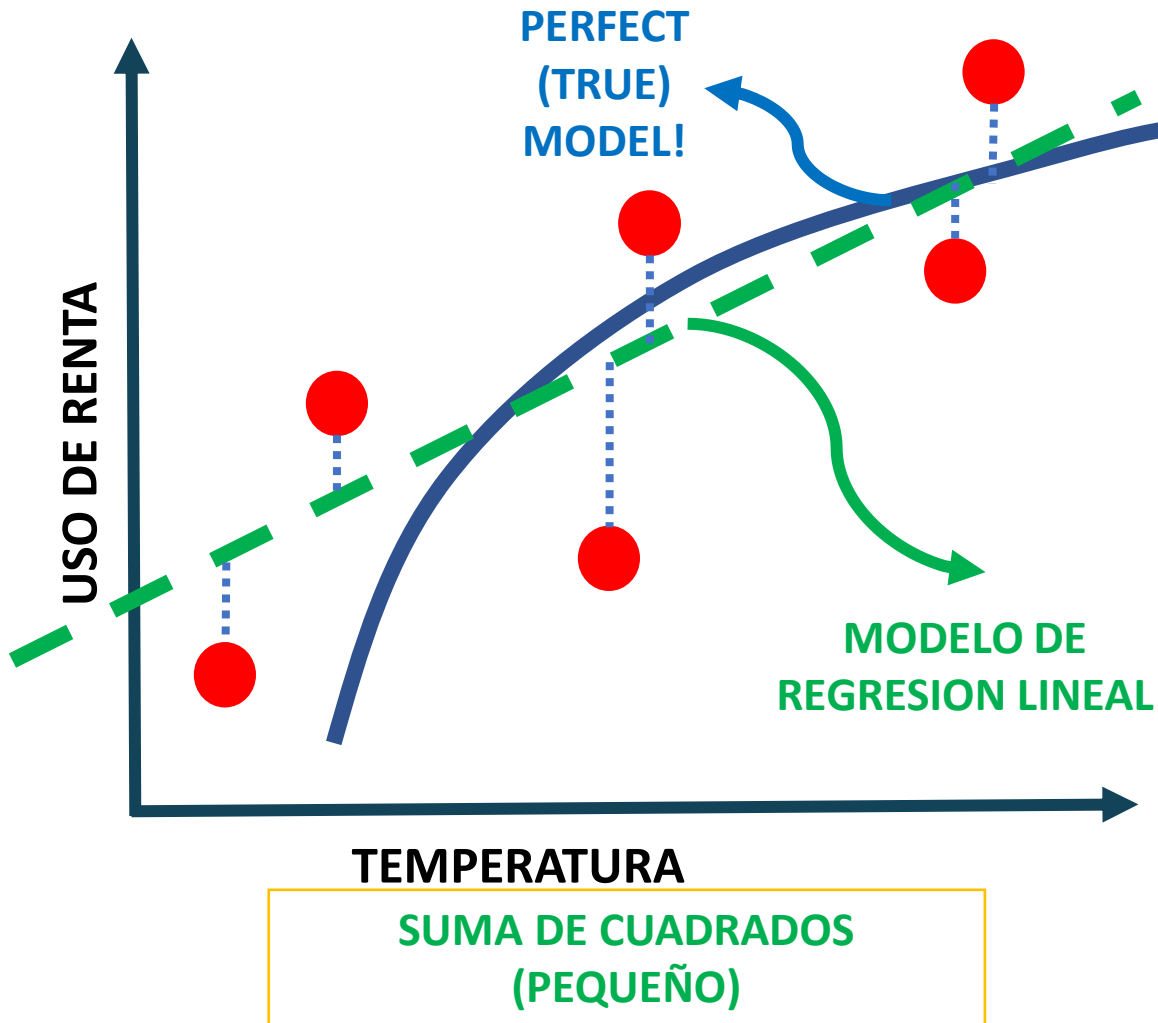 PERFECT
(TRUE)
MODEL!
USO DE RENTA
MODELO DE
REGRESION LINEAL
TEMPERATURA
SUMA DE CUADRADOS
(PEQUEÑO)